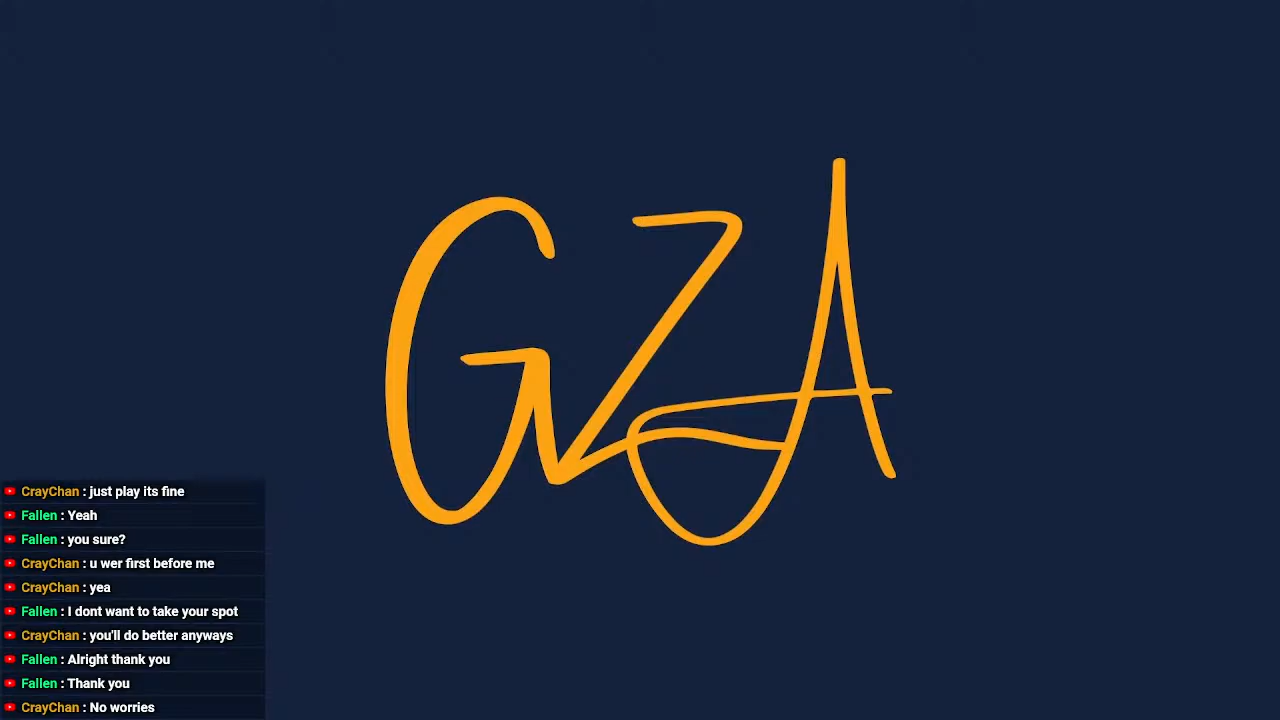 GZA
CrayChan : just play its fine
Fallen : Yeah
Fallen : you sure?
CrayChan : u wer first before me
CrayChan : yea
Fallen : I dont want to take your spot
CrayChan : you'll do better anyways
Fallen : Alright thank you
Fallen : Thank you
CrayChan : No worries